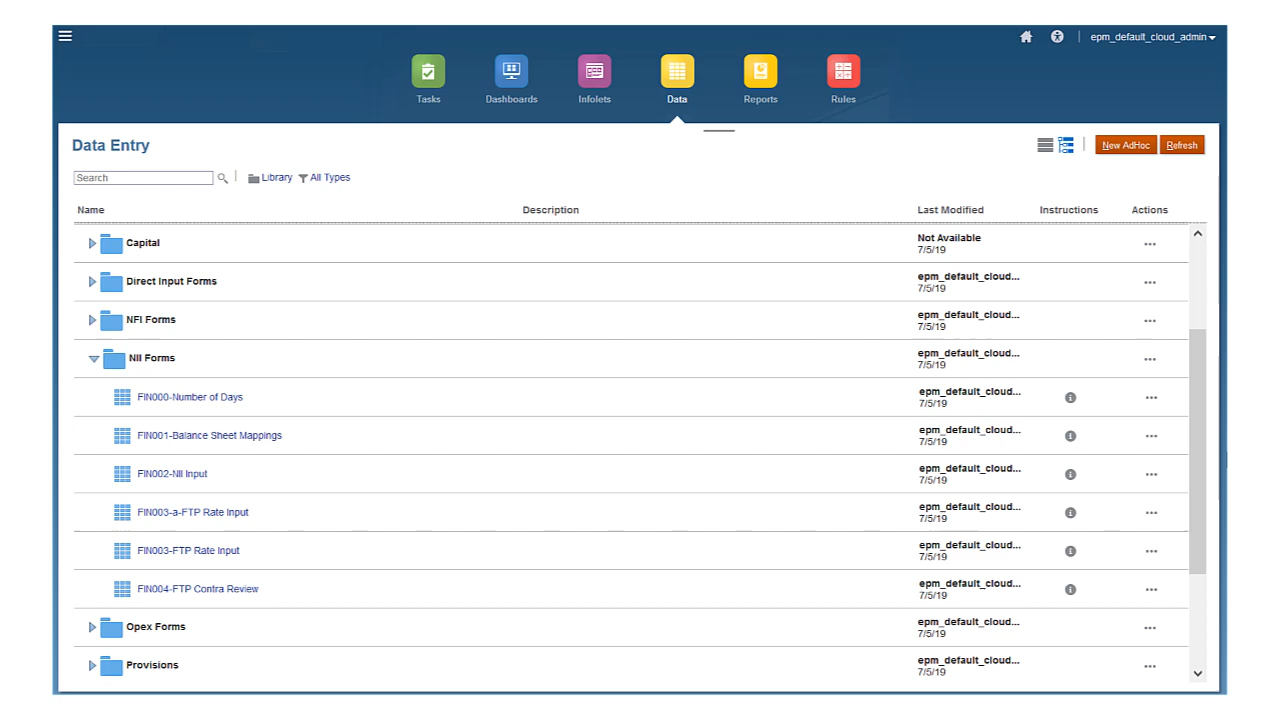 epm_default_cloud_admin
Tasks Dashboards Infolets Data Reports Rules
Data Entry
New AdHoc Refresh
Search Library All Types
Name Description Last Modified Instructions Actions
Capital Not Available
7/5/19
Direct Input Forms epm_default_cloud...
7/5/19
NFI Forms epm_default_cloud...
7/5/19
NII Forms epm_default_cloud...
7/5/19
FIN000-Number of Days epm_default_cloud...
7/5/19
FIN001-Balance Sheet Mappings epm_default_cloud...
7/5/19
FIN002-NII Input epm_default_cloud...
7/5/19
FIN003-a-FTP Rate Input epm_default_cloud...
7/5/19
FIN003-FTP Rate Input epm_default_cloud...
7/5/19
FIN004-FTP Contra Review epm_default_cloud...
7/5/19
Opex Forms epm_default_cloud...
7/5/19
Provisions epm_default_cloud...
7/5/19